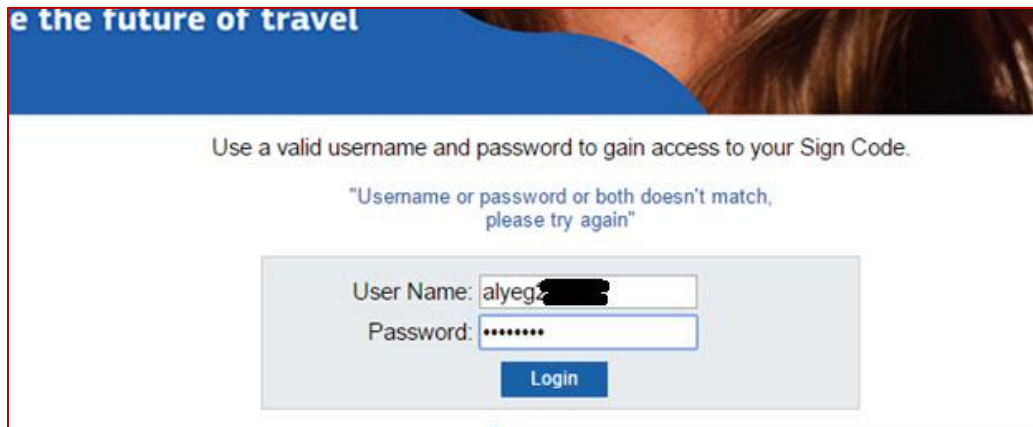 e the future of travel
Use a valid username and password to gain access to your Sign Code.
"Username or password or both doesn't match,
please try again"
User Name: alyeg2
Password: ••••••••
Login